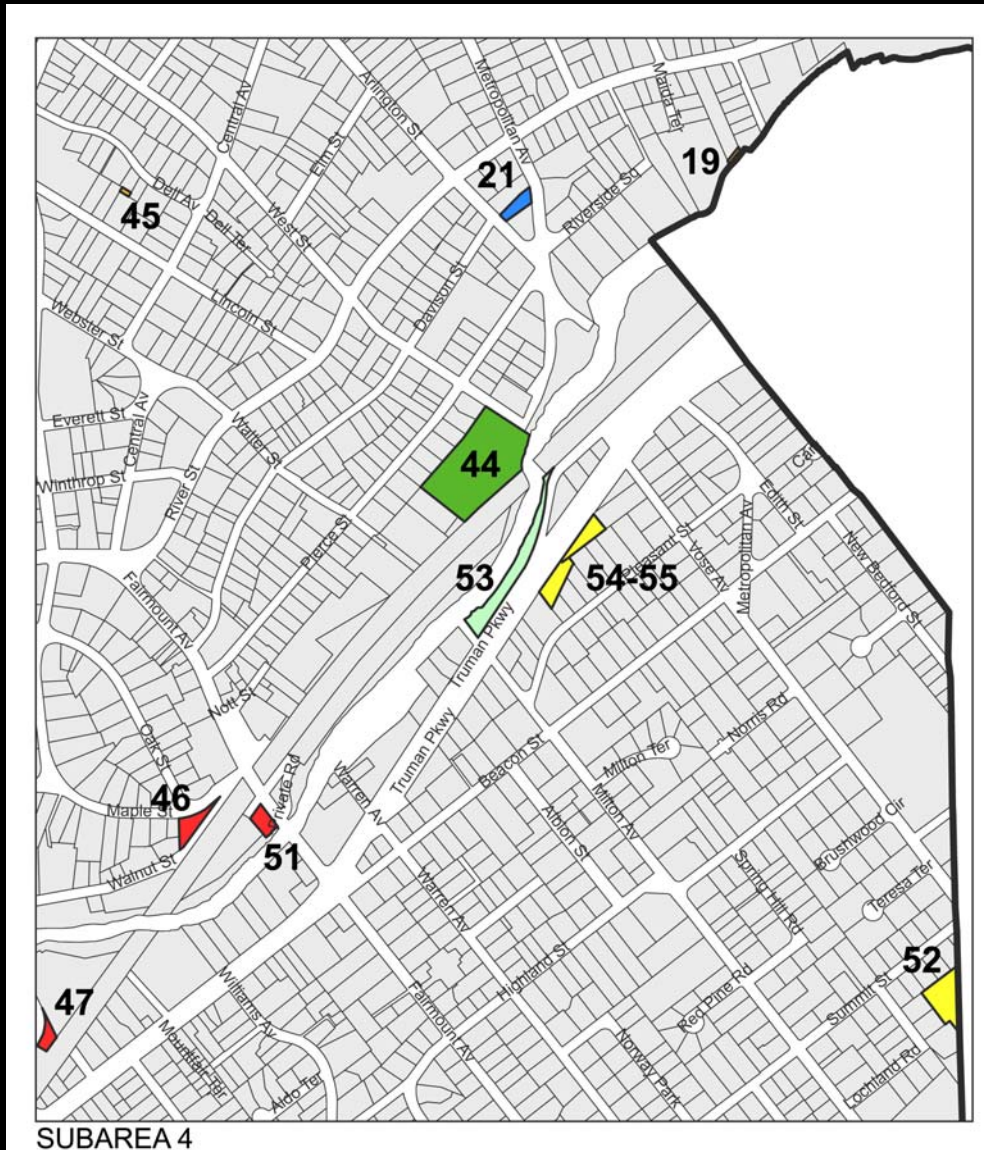 Metropolitan Av
Arlington St
Central Av
Elm St
Maida Ter
19
21
Dell Av
45
Dell Ter
West St
Riverside Sq
Lincoln St
Davison St
Webster St
Everett St
Central Av
Walter St
Winthrop St
River St
44
Pierce St
Edith St
Metropolitan Av
New Bedford St
Pleasant St
Vose Av
53
54-55
Fairmount Av
Truman Pkwy
Nott St
Oak St
Norris Rd
Milton Ter
Beacon St
Truman Pkwy
Warren Av
Private Rd
46
Maple St
51
Milton Av
Albion St
Walnut St
Brushwood Cir
Spring Hill Rd
Teresa Ter
Warren Av
Highland St
52
Summit St
47
Williams Av
Fairmount Av
Red Pine Rd
Mountfair Ter
Aldo Ter
Norway Park
Lochland Rd
SUBAREA 4